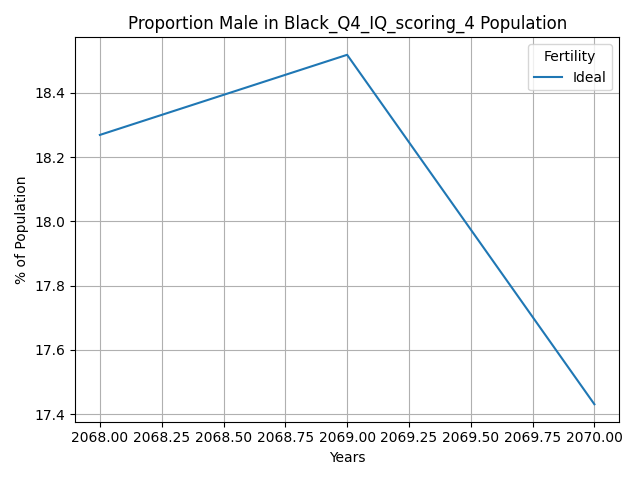 Proportion Male in Black_Q4_IQ_scoring_4 Population
Fertility
Ideal
% of Population
18.4
18.2
18.0
17.8
17.6
17.4
2068.00 2068.25 2068.50 2068.75 2069.00 2069.25 2069.50 2069.75 2070.00
Years